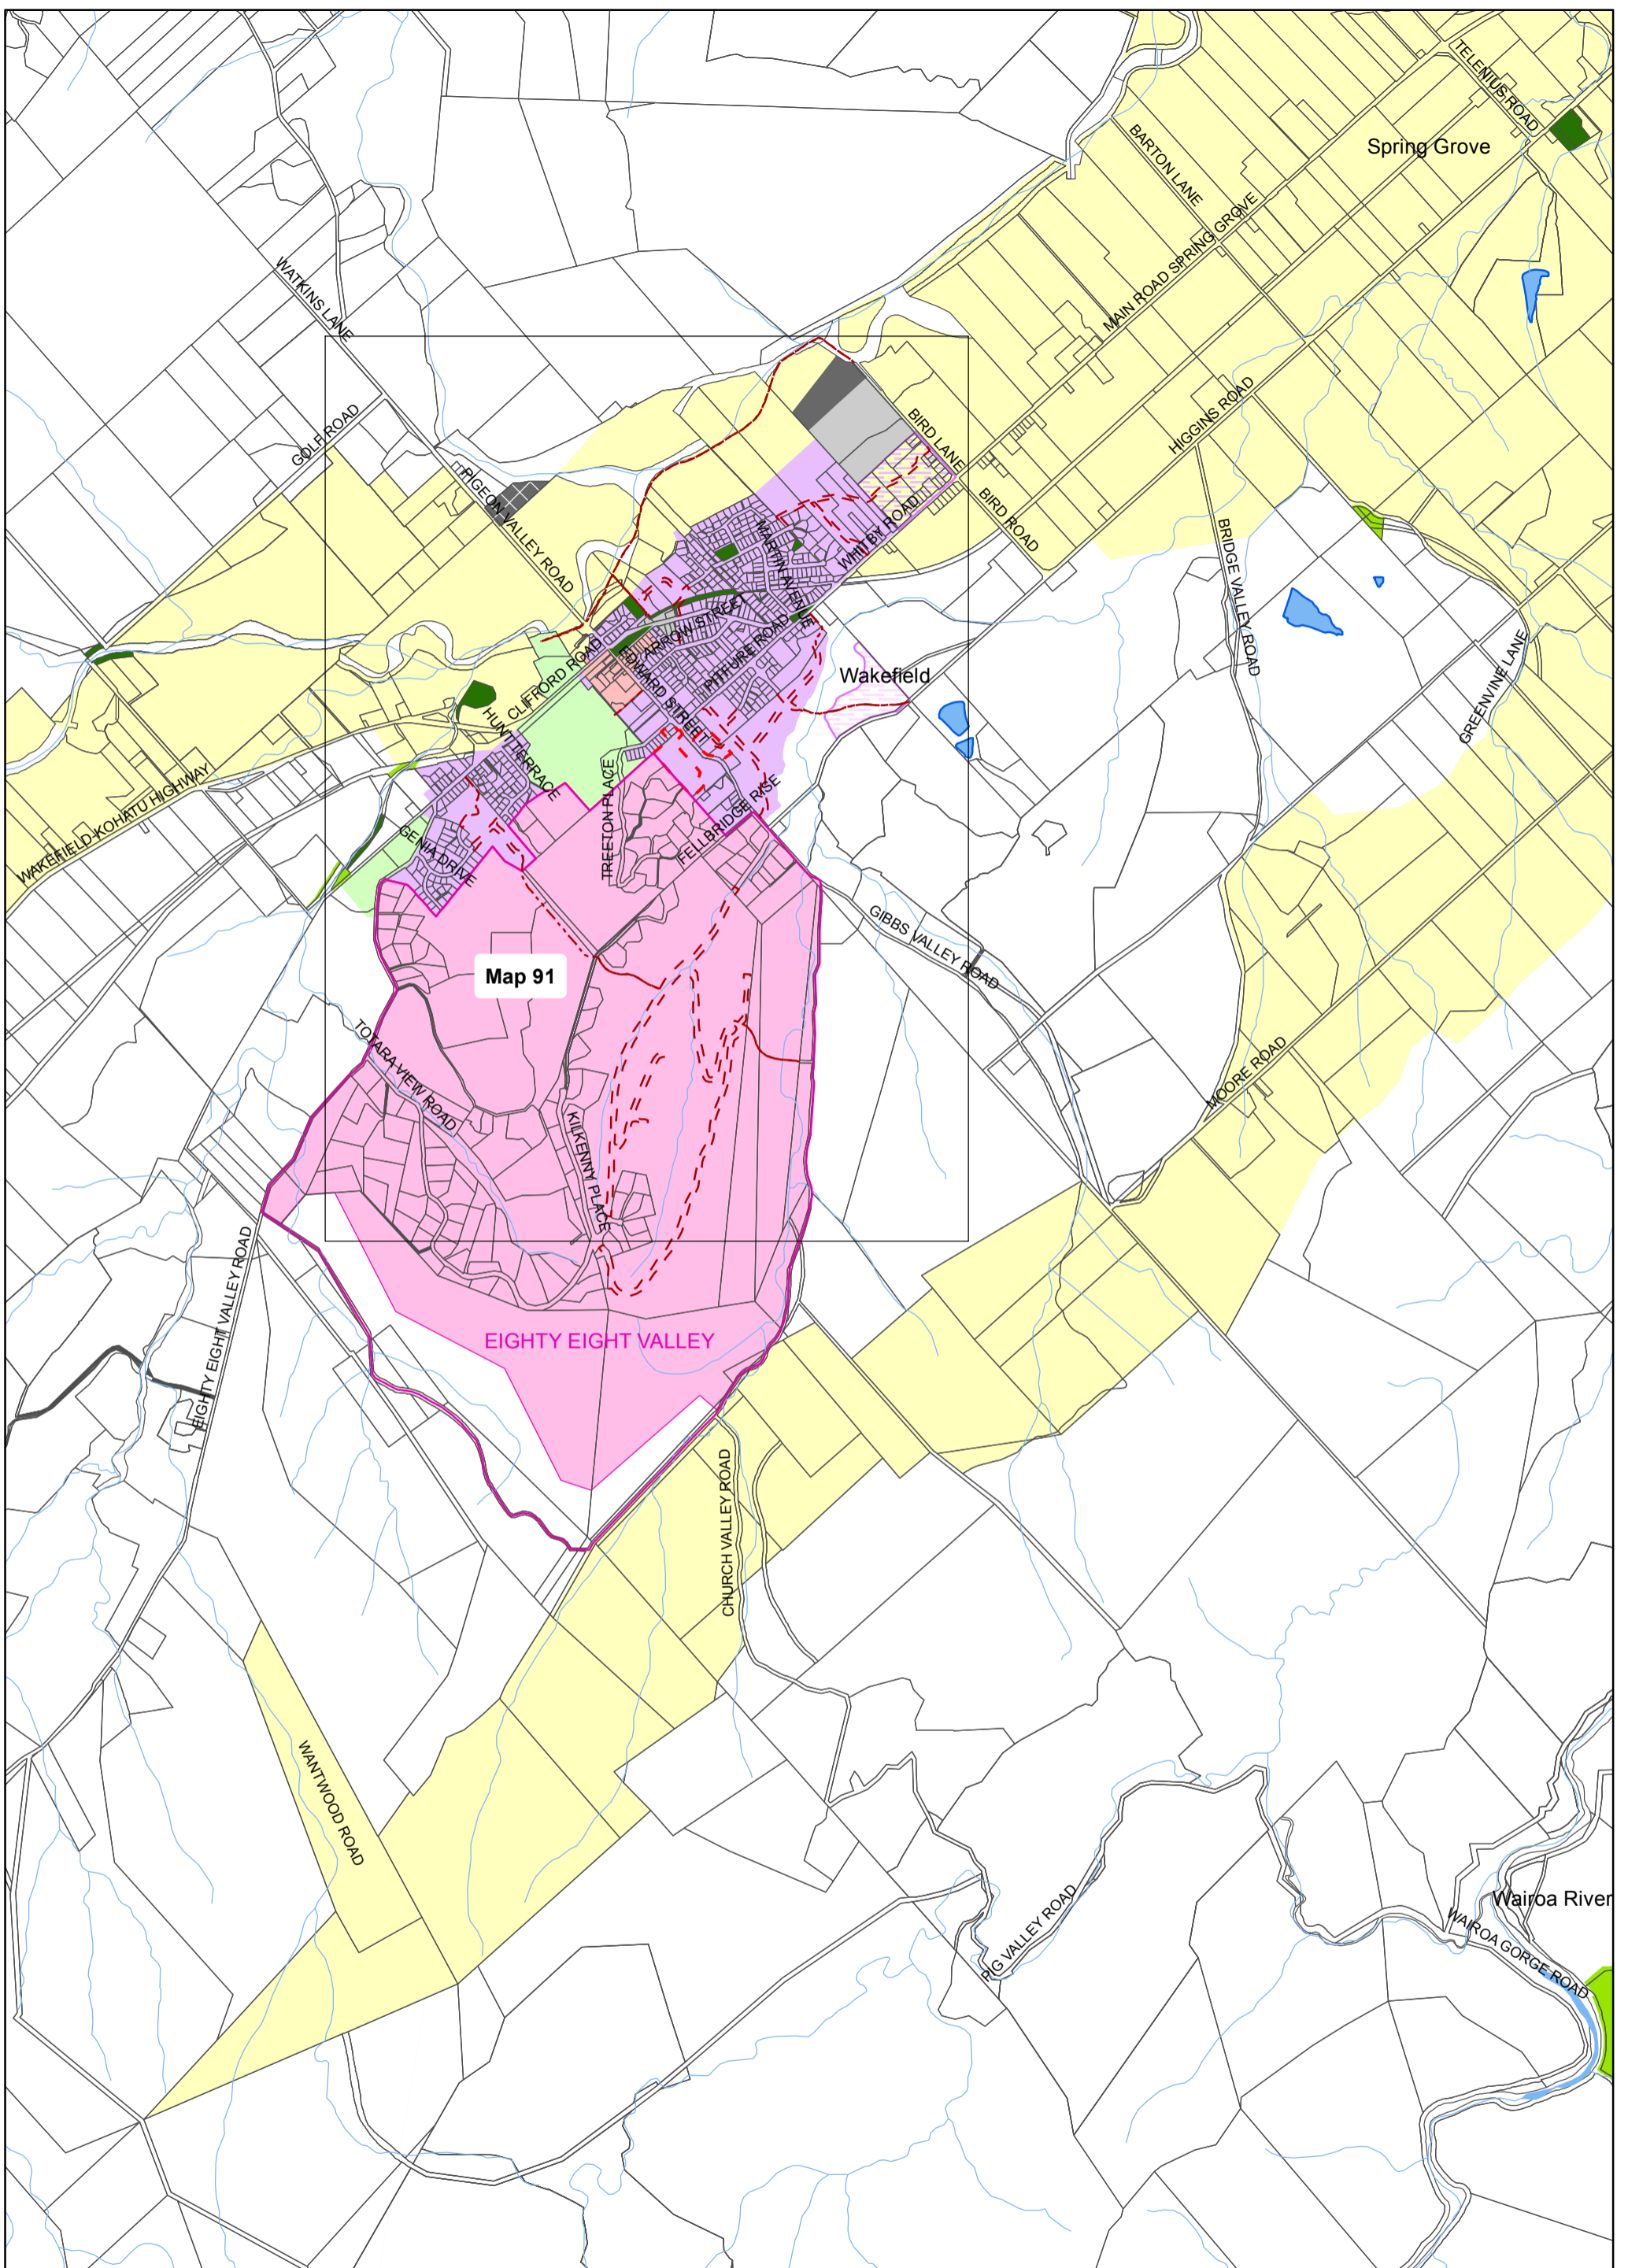 TELENIUS ROAD
Spring Grove
BARTON LANE
MAIN ROAD SPRING GROVE
WATKINS LANE
GOLF ROAD
HIGGINS ROAD
BIRD LANE
PIGEON VALLEY ROAD
BIRD ROAD
MARTIN AVENUE
WHITBY ROAD
BRIDGE VALLEY ROAD
ARROW STREET
PITFURE ROAD
EDWARD STREET
CLIFFORD ROAD
Wakefield
GREENVINE LANE
HUNT TERRACE
WAKEFIELD-KOHATU HIGHWAY
TREETON PLACE
FELLBRIDGE RISE
GENIA DRIVE
GIBBS VALLEY ROAD
Map 91
TOTARA VIEW ROAD
MOORE ROAD
KILKENNY PLACE
EIGHTY EIGHT VALLEY ROAD
EIGHTY EIGHT VALLEY
CHURCH VALLEY ROAD
WANTWOOD ROAD
PIG VALLEY ROAD
Wairoa River
WAIROA GORGE ROAD